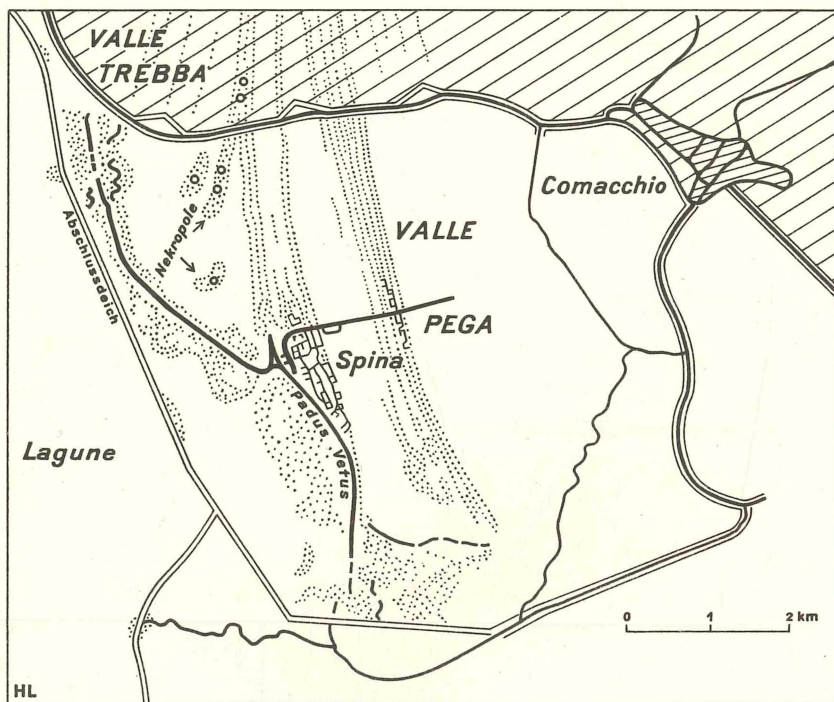 VALLE
TREBBA
Comacchio
Nekropole
VALLE
Abschlussdeich
PEGA
Spina
Padus Vetus
Lagune
0 1 2 km
HL